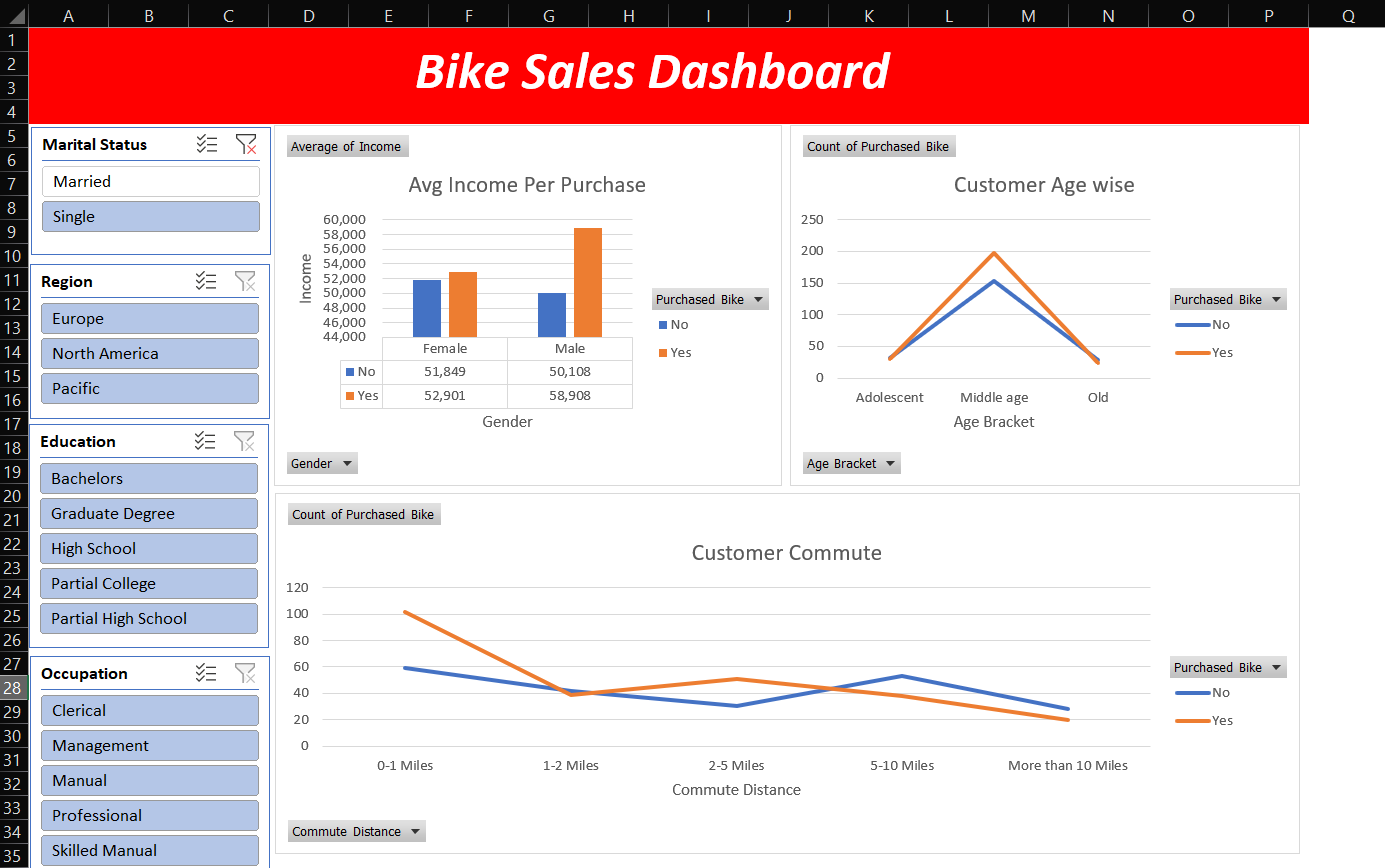 A B C D E F G H I J K L M N O P Q
1
2
3
4
5
6
7
8
9
10
11
12
13
14
15
16
17
18
19
20
21
22
23
24
25
26
27
28
29
30
31
32
33
34
35
Bike Sales Dashboard
Marital Status
Married
Single
Region
Europe
North America
Pacific
Education
Bachelors
Graduate Degree
High School
Partial College
Partial High School
Occupation
Clerical
Management
Manual
Professional
Skilled Manual
Average of Income
Avg Income Per Purchase
Income
60,000
58,000
56,000
54,000
52,000
50,000
48,000
46,000
44,000
Female Male
No 51,849 50,108
Yes 52,901 58,908
Gender
Purchased Bike
No
Yes
Gender
Count of Purchased Bike
Customer Age wise
250
200
150
100
50
0
Adolescent Middle age Old
Age Bracket
Purchased Bike
No
Yes
Age Bracket
Count of Purchased Bike
Customer Commute
120
100
80
60
40
20
0
0-1 Miles 1-2 Miles 2-5 Miles 5-10 Miles More than 10 Miles
Commute Distance
Purchased Bike
No
Yes
Commute Distance